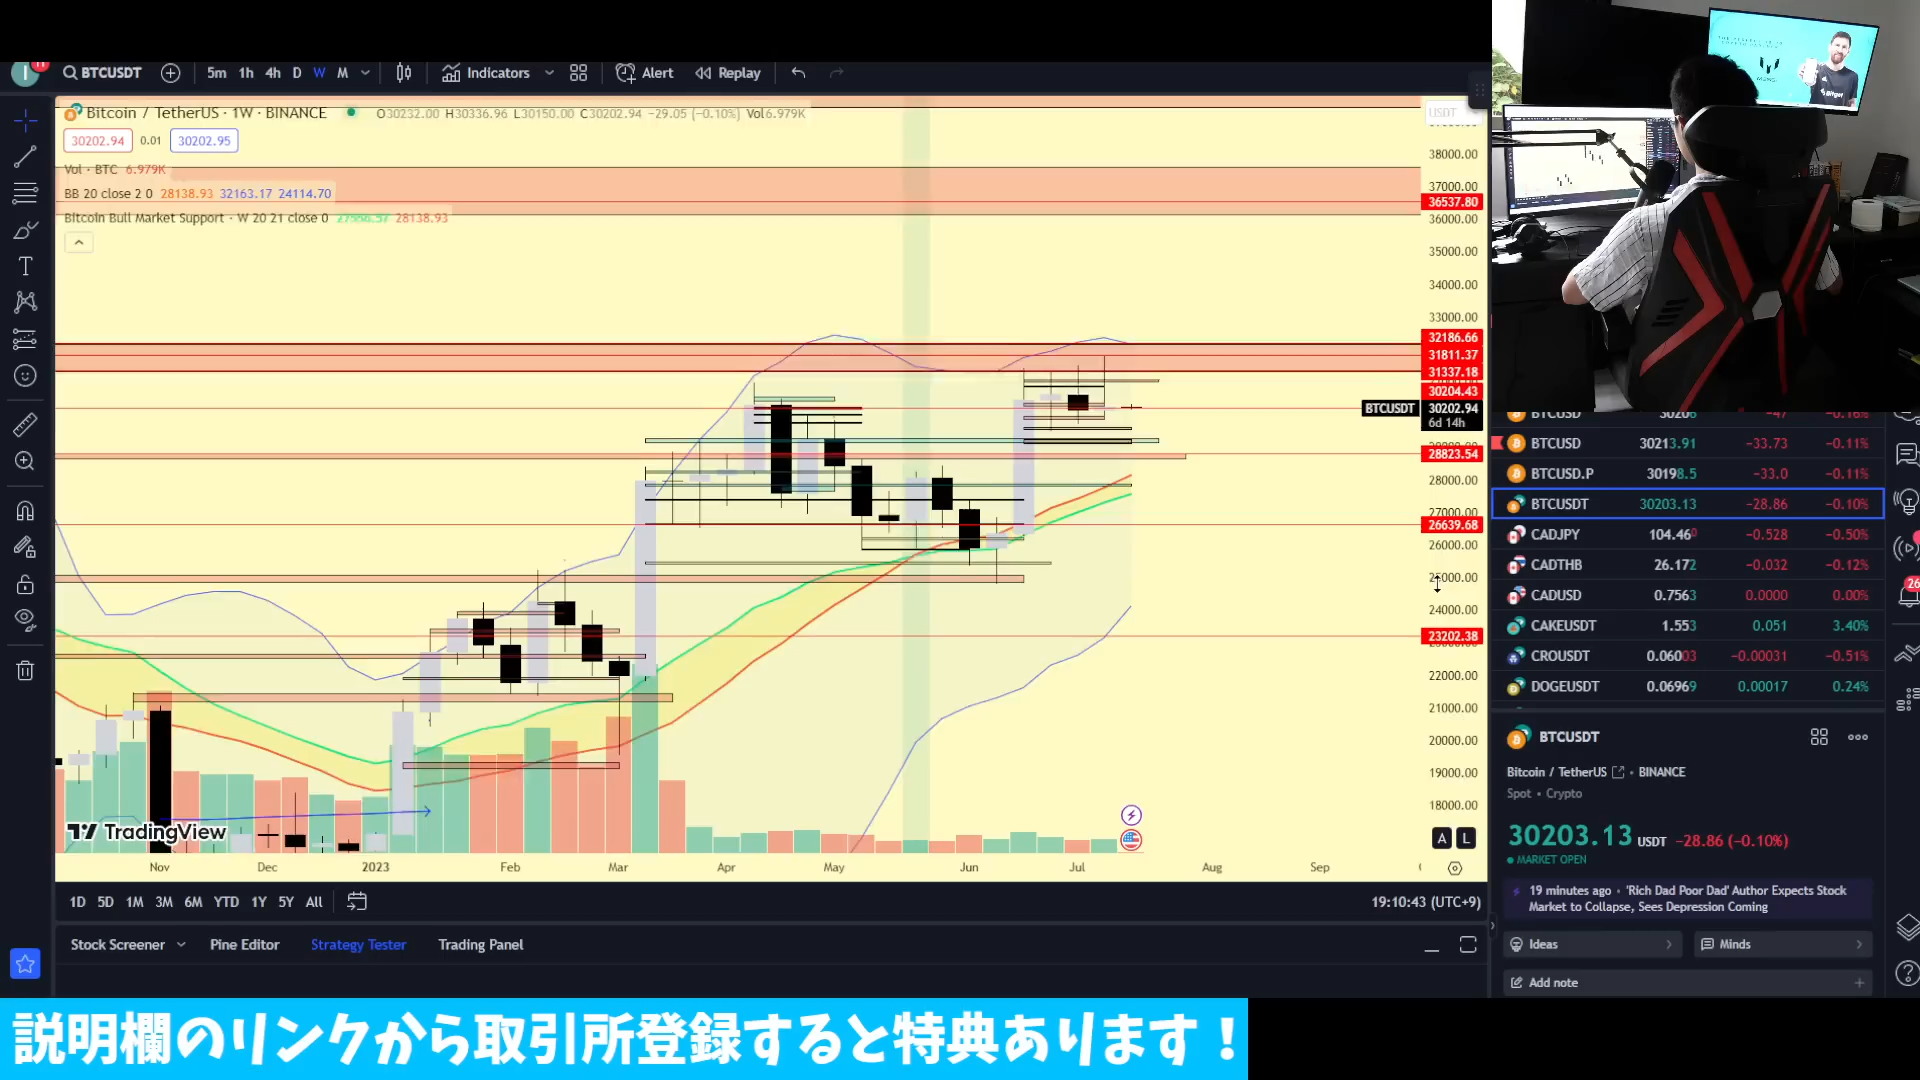 BTCUSDT
5m 1h 4h D W M
Indicators
Alert
Replay
Bitcoin / TetherUS · 1W · BINANCE
O30232.00 H30336.96 L30150.00 C30202.94 −29.05 (−0.10%) Vol6.979K
30202.94 0.01 30202.95
Vol · BTC 6.979K
BB 20 close 2 0 28138.93 32163.17 24114.70
Bitcoin Bull Market Support · W 20 21 close 0 28138.93
USDT
38000.00
37000.00
36537.80
36000.00
35000.00
34000.00
33000.00
32186.66
31811.37
31337.18
30204.43
BTCUSDT 30202.94
6d 14h
28823.54
28000.00
27000.00
26639.68
26000.00
25000.00
24000.00
23202.38
22000.00
21000.00
20000.00
19000.00
18000.00
A L
TradingView
Nov Dec 2023 Feb Mar Apr May Jun Jul Aug Sep
1D 5D 1M 3M 6M YTD 1Y 5Y All
19:10:43 (UTC+9)
Stock Screener Pine Editor Strategy Tester Trading Panel
BTCUSD 30213.91 −33.73 −0.11%
BTCUSD.P 30198.5 −33.0 −0.11%
BTCUSDT 30203.13 −28.86 −0.10%
CADJPY 104.460 −0.528 −0.50%
CADTHB 26.172 −0.032 −0.12%
CADUSD 0.7563 0.0000 0.00%
CAKEUSDT 1.553 0.051 3.40%
CROUSDT 0.06003 −0.00031 −0.51%
DOGEUSDT 0.06969 0.00017 0.24%
26
BTCUSDT
Bitcoin / TetherUS · BINANCE
Spot · Crypto
30203.13 USDT −28.86 (−0.10%)
MARKET OPEN
19 minutes ago · 'Rich Dad Poor Dad' Author Expects Stock
Market to Collapse, Sees Depression Coming
Ideas
Minds
Add note
説明欄のリンクから取引所登録すると特典あります！